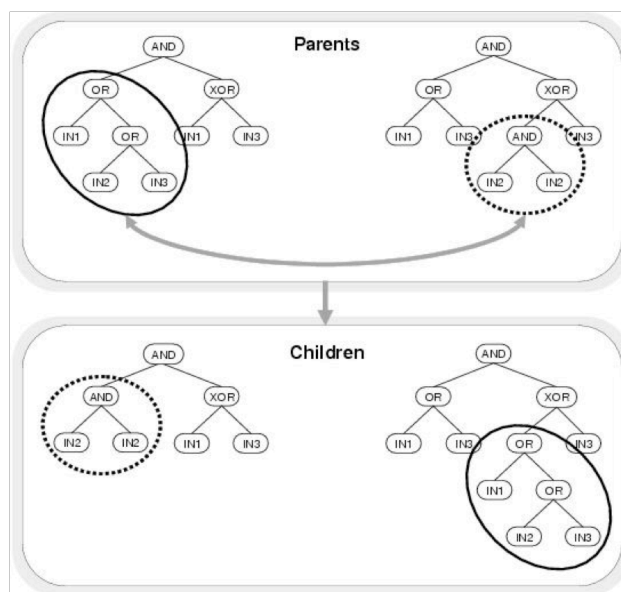 Parents
AND AND
OR XOR OR XOR
IN1 OR IN1 IN3 IN1 IN3 AND IN3
IN2 IN3 IN2 IN2
Children
AND AND
AND XOR OR XOR
IN2 IN2 IN1 IN3 IN1 IN3 OR IN3
IN1 OR
IN2 IN3